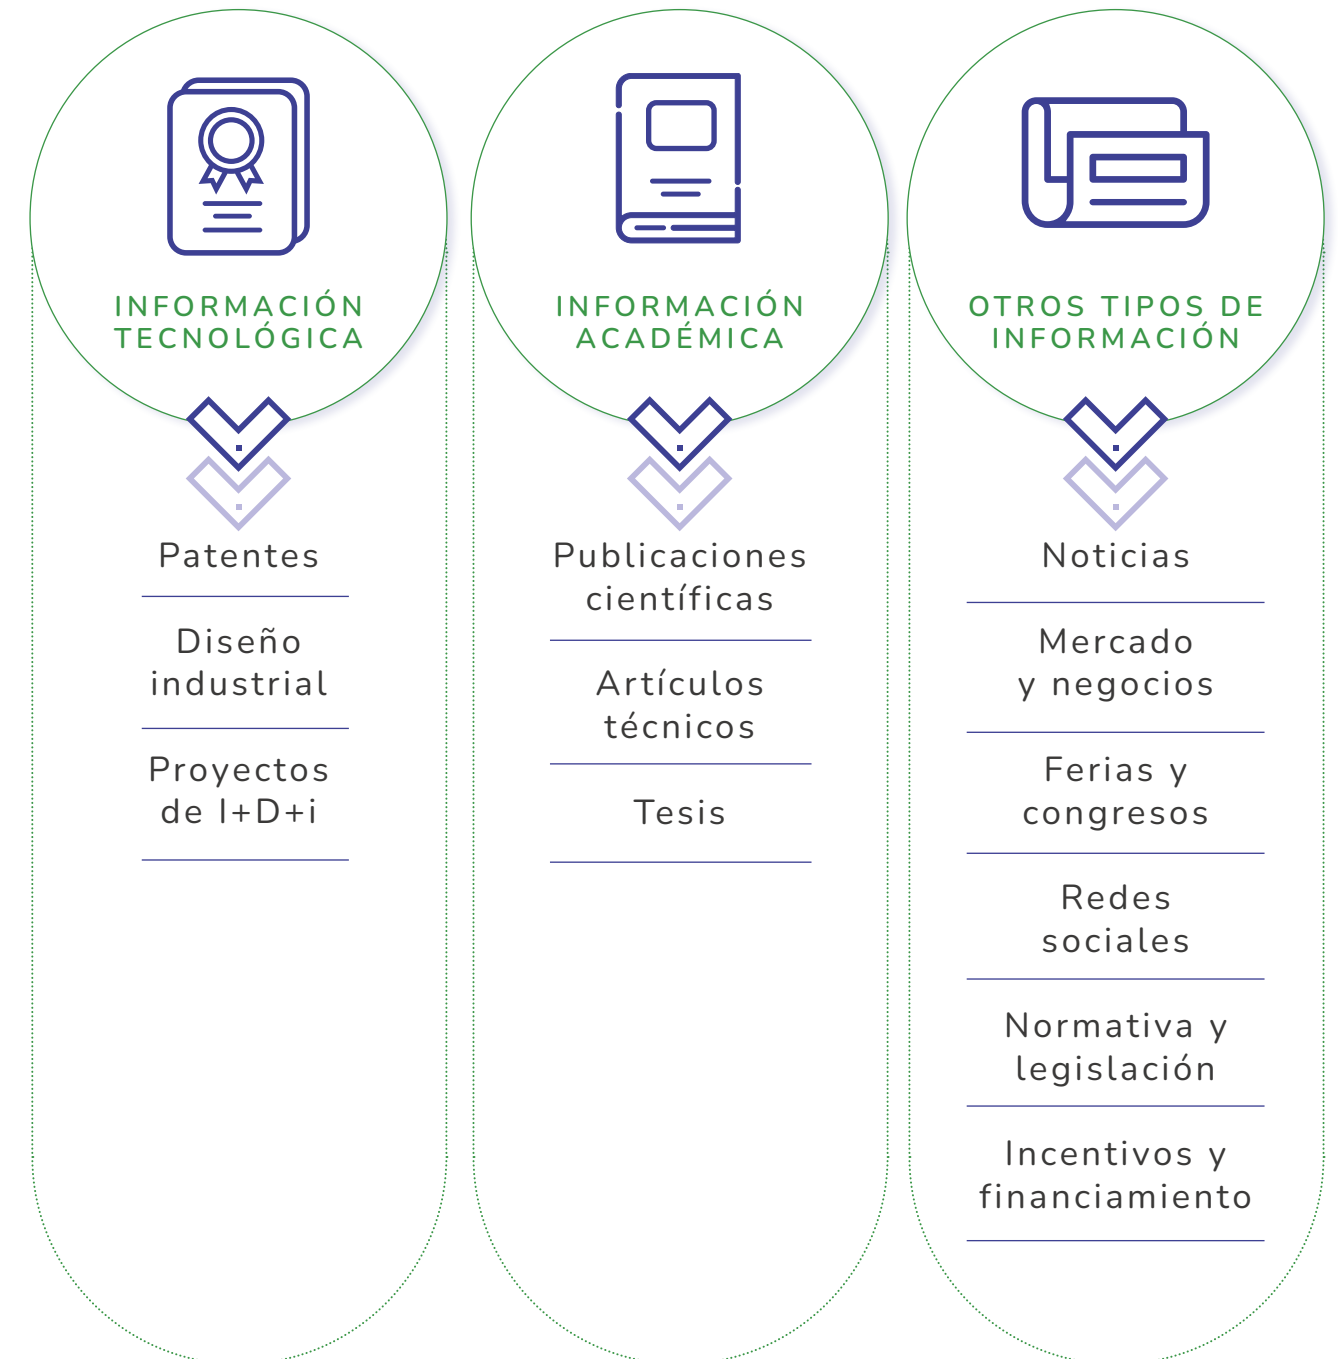 INFORMACIÓN
TECNOLÓGICA
Patentes
Diseño
industrial
Proyectos
de I+D+i
INFORMACIÓN
ACADÉMICA
Publicaciones
científicas
Artículos
técnicos
Tesis
OTROS TIPOS DE
INFORMACIÓN
Noticias
Mercado
y negocios
Ferias y
congresos
Redes
sociales
Normativa y
legislación
Incentivos y
financiamiento